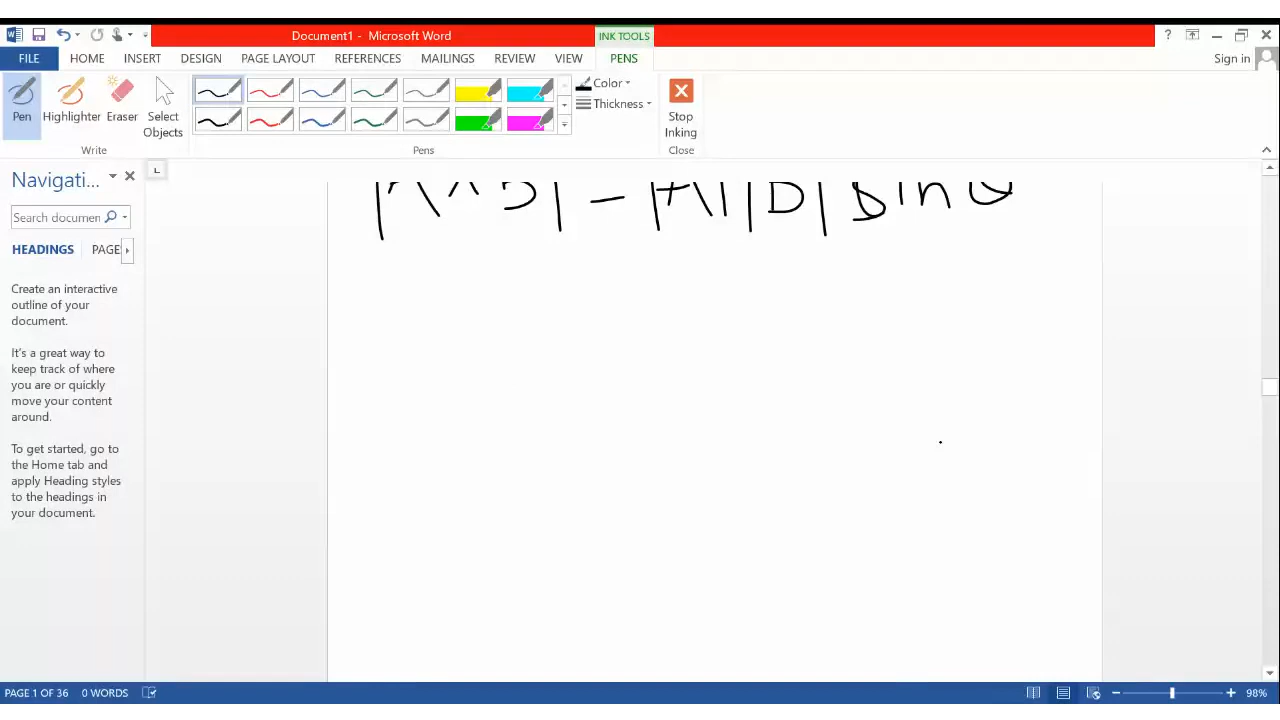 Document1 - Microsoft Word
INK TOOLS
?
FILE
HOME
INSERT
DESIGN
PAGE LAYOUT
REFERENCES
MAILINGS
REVIEW
VIEW
PENS
Sign in
Pen
Highlighter
Eraser
Select Objects
Color
Thickness
Stop Inking
Write
Pens
Close
Navigati...
Search documen
HEADINGS
PAGE
Create an interactive
outline of your
document.
It's a great way to
keep track of where
you are or quickly
move your content
around.
To get started, go to
the Home tab and
apply Heading styles
to the headings in
your document.
|A×B| = |A||B| sin θ
PAGE 1 OF 36
0 WORDS
98%